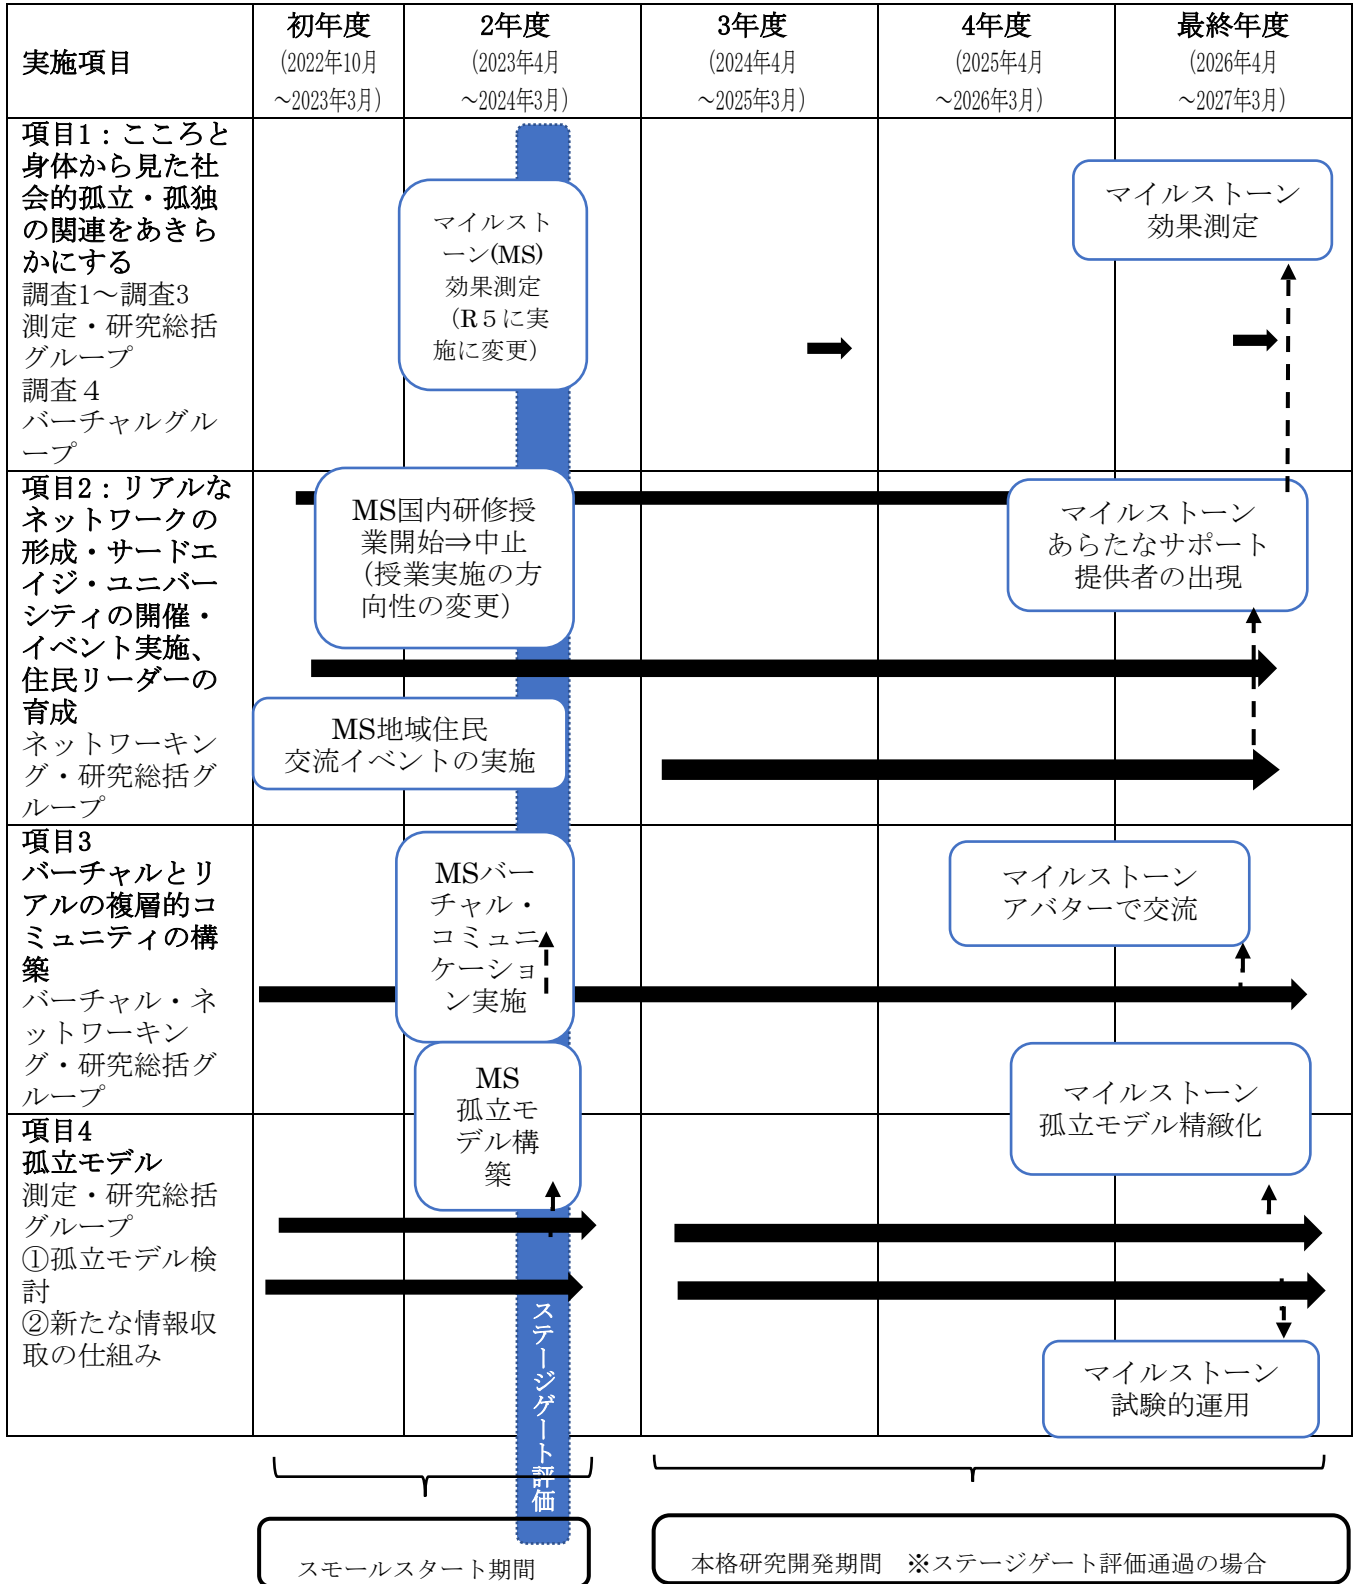 実施項目
初年度
(2022年10月
～2023年3月)
2年度
(2023年4月
～2024年3月)
3年度
(2024年4月
～2025年3月)
4年度
(2025年4月
～2026年3月)
最終年度
(2026年4月
～2027年3月)
項目1：こころと
身体から見た社
会的孤立・孤独
の関連をあきら
かにする
調査1～調査3
測定・研究総括
グループ
調査４
バーチャルグル
ープ
マイルスト
ーン(MS)
効果測定
（R５に実
施に変更）
マイルストーン
効果測定
項目2：リアルな
ネットワークの
形成・サードエ
イジ・ユニバー
シティの開催・
イベント実施、
住民リーダーの
育成
ネットワーキン
グ・研究総括グ
ループ
MS国内研修授
業開始⇒中止
（授業実施の方
向性の変更）
MS地域住民
交流イベントの実施
マイルストーン
あらたなサポート
提供者の出現
項目3
バーチャルとリ
アルの複層的コ
ミュニティの構
築
バーチャル・ネ
ットワーキン
グ・研究総括グ
ループ
MSバー
チャル・
コミュニ
ケーショ
ン実施
マイルストーン
アバターで交流
項目4
孤立モデル
測定・研究総括
グループ
①孤立モデル検
討
②新たな情報収
取の仕組み
MS
孤立モ
デル構
築
マイルストーン
孤立モデル精緻化
マイルストーン
試験的運用
ステージゲート評価
スモールスタート期間
本格研究開発期間　※ステージゲート評価通過の場合